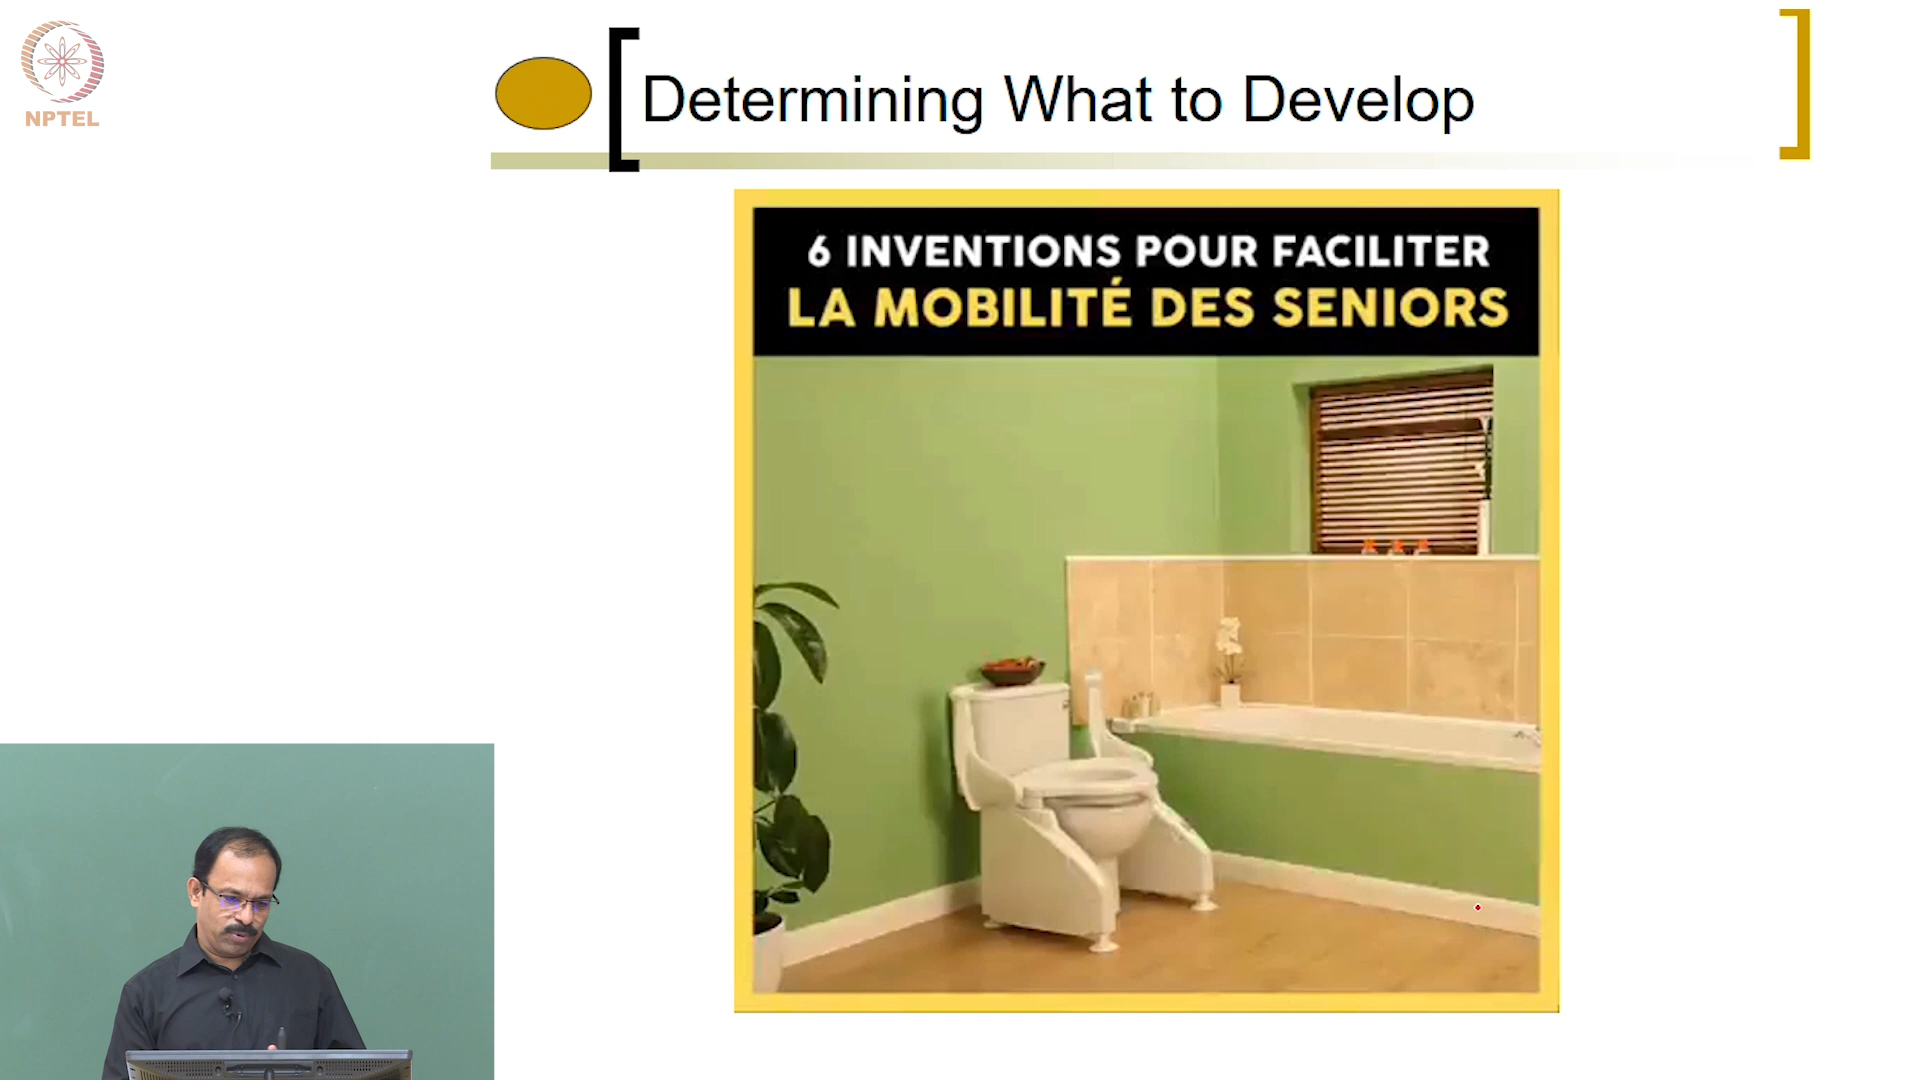 NPTEL
Determining What to Develop
6 INVENTIONS POUR FACILITER
LA MOBILITÉ DES SENIORS